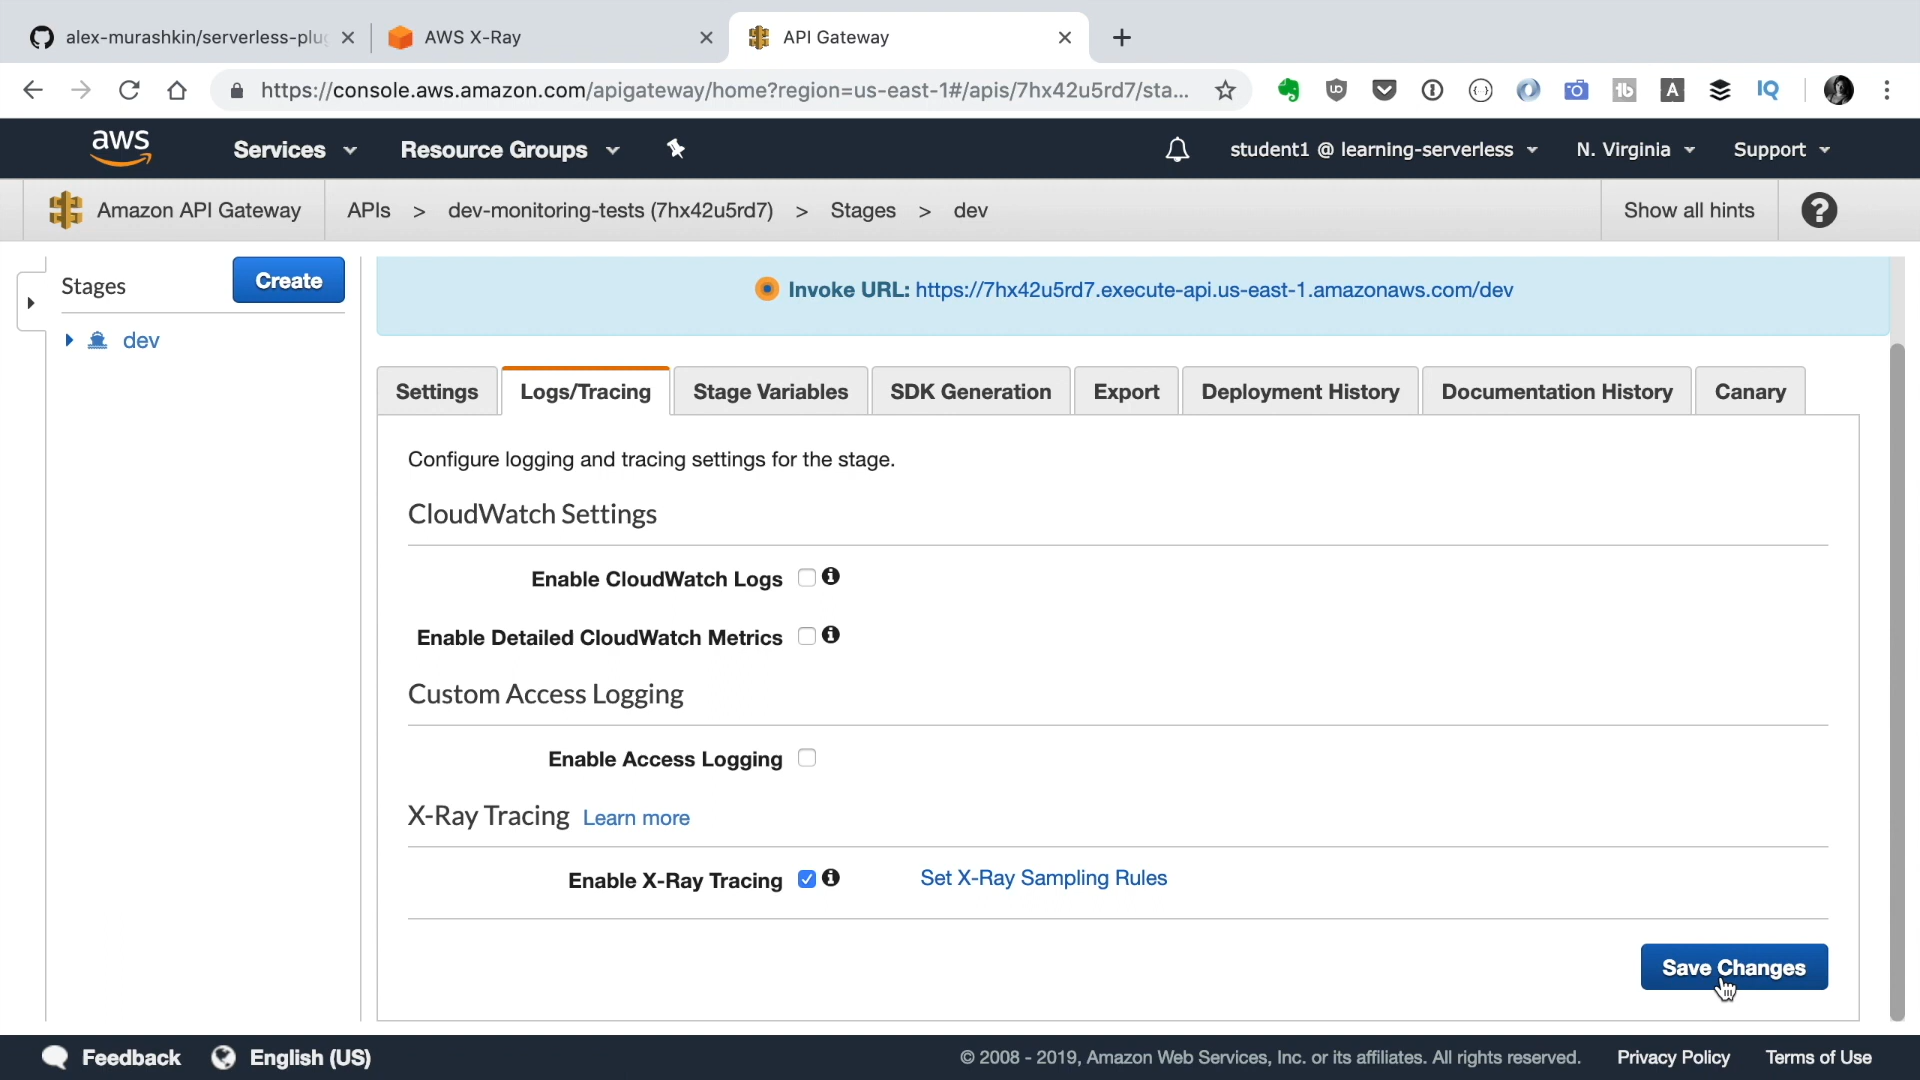 alex-murashkin/serverless-plu
AWS X-Ray
API Gateway
https://console.aws.amazon.com/apigateway/home?region=us-east-1#/apis/7hx42u5rd7/sta...
aws
Services
Resource Groups
student1 @ learning-serverless
N. Virginia
Support
Amazon API Gateway
APIs > dev-monitoring-tests (7hx42u5rd7) > Stages > dev
Show all hints
Stages
Create
dev
Invoke URL: https://7hx42u5rd7.execute-api.us-east-1.amazonaws.com/dev
Settings
Logs/Tracing
Stage Variables
SDK Generation
Export
Deployment History
Documentation History
Canary
Configure logging and tracing settings for the stage.
CloudWatch Settings
Enable CloudWatch Logs
Enable Detailed CloudWatch Metrics
Custom Access Logging
Enable Access Logging
X-Ray Tracing Learn more
Enable X-Ray Tracing
Set X-Ray Sampling Rules
Save Changes
Feedback
English (US)
© 2008 - 2019, Amazon Web Services, Inc. or its affiliates. All rights reserved.
Privacy Policy
Terms of Use